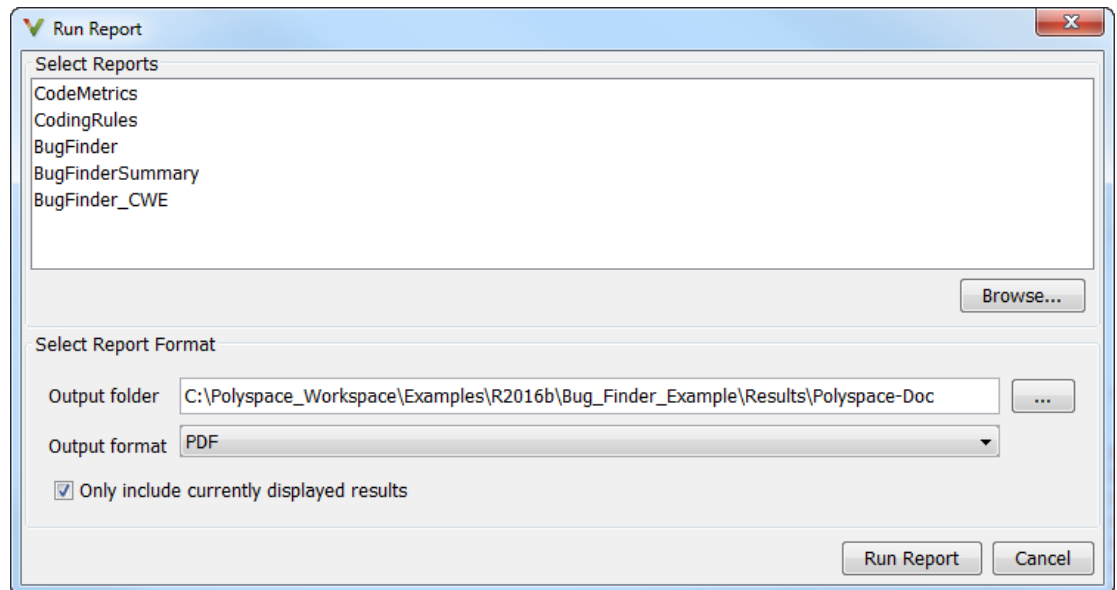 Run Report
Select Reports
CodeMetrics
CodingRules
BugFinder
BugFinderSummary
BugFinder_CWE
Browse...
Select Report Format
Output folder C:\Polyspace_Workspace\Examples\R2016b\Bug_Finder_Example\Results\Polyspace-Doc ...
Output format PDF
Only include currently displayed results
Run Report Cancel